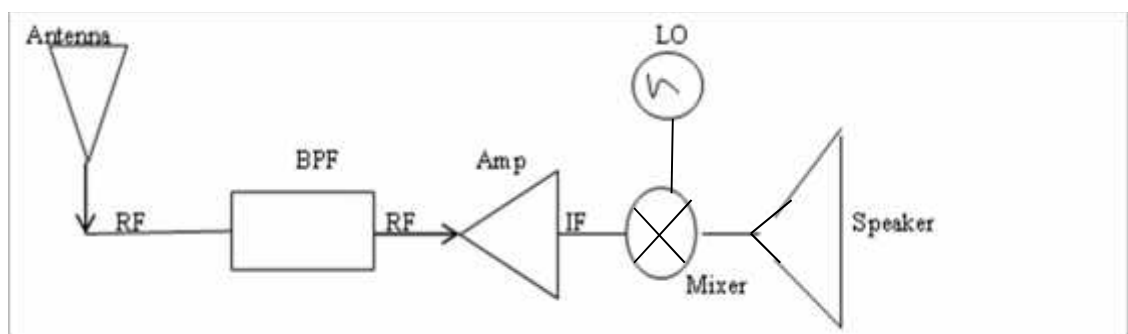 Antenna
LO
BPF
Amp
RF
RF
IF
Speaker
Mixer